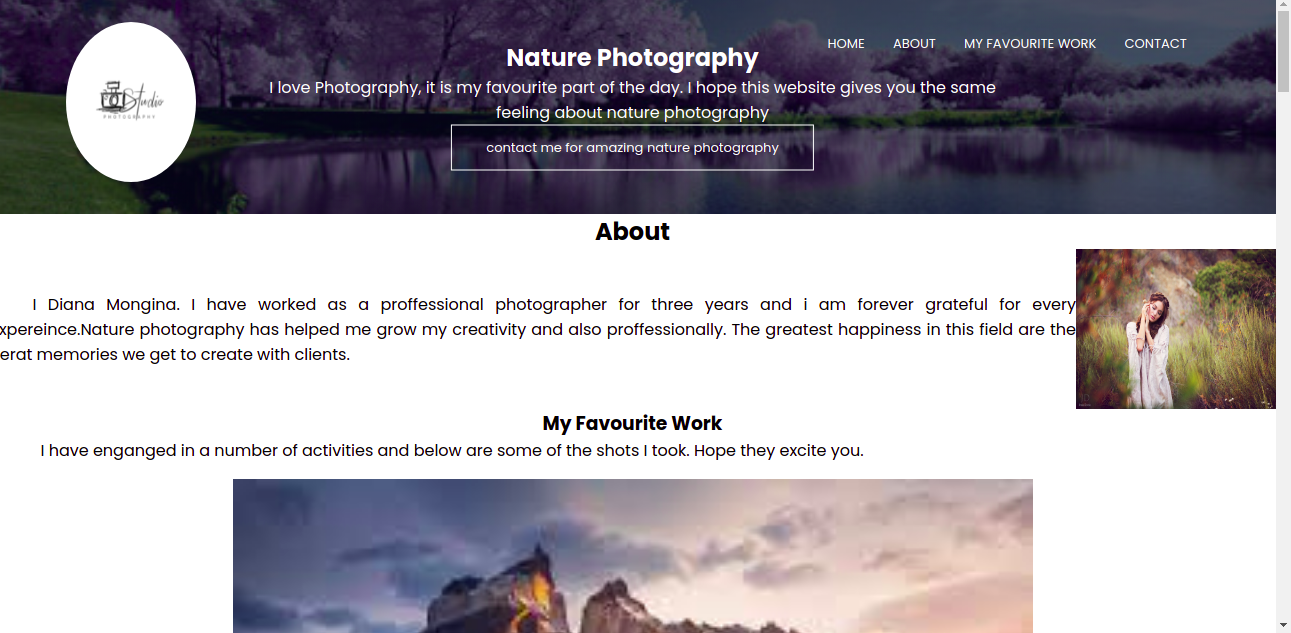 HOME ABOUT MY FAVOURITE WORK CONTACT
Studio
PHOTOGRAPHY
Nature Photography
I love Photography, it is my favourite part of the day. I hope this website gives you the same
feeling about nature photography
contact me for amazing nature photography
About
I Diana Mongina. I have worked as a proffessional photographer for three years and i am forever grateful for every
xpereince.Nature photography has helped me grow my creativity and also proffessionally. The greatest happiness in this field are the
erat memories we get to create with clients.
My Favourite Work
I have enganged in a number of activities and below are some of the shots I took. Hope they excite you.